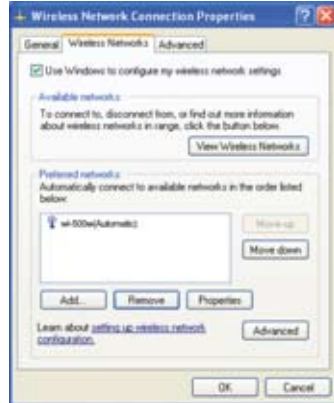 Wireless Network Connection Properties
General Wireless Networks Advanced
Use Windows to configure my wireless network settings
Available networks:
To connect to, disconnect from, or find out more information
about wireless networks in range, click the button below.
View Wireless Networks
Preferred networks:
Automatically connect to available networks in the order listed
below:
(Automatic)
Move up
Move down
Add... Remove Properties
Learn about setting up wireless network
configuration.
Advanced
OK Cancel